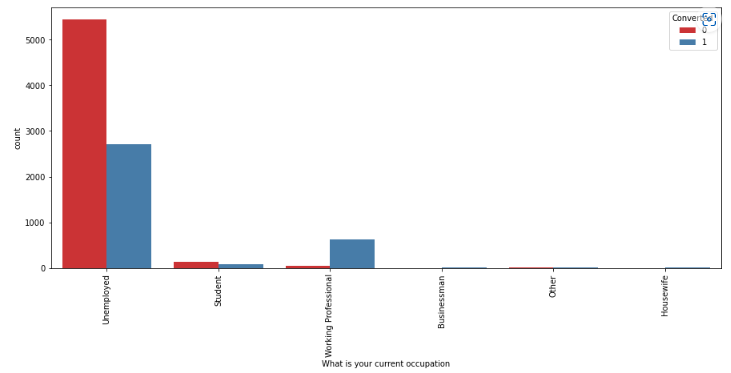 Converted
0
1
5000
4000
3000
2000
1000
0
count
Unemployed
Student
Working Professional
Businessman
Other
Housewife
What is your current occupation